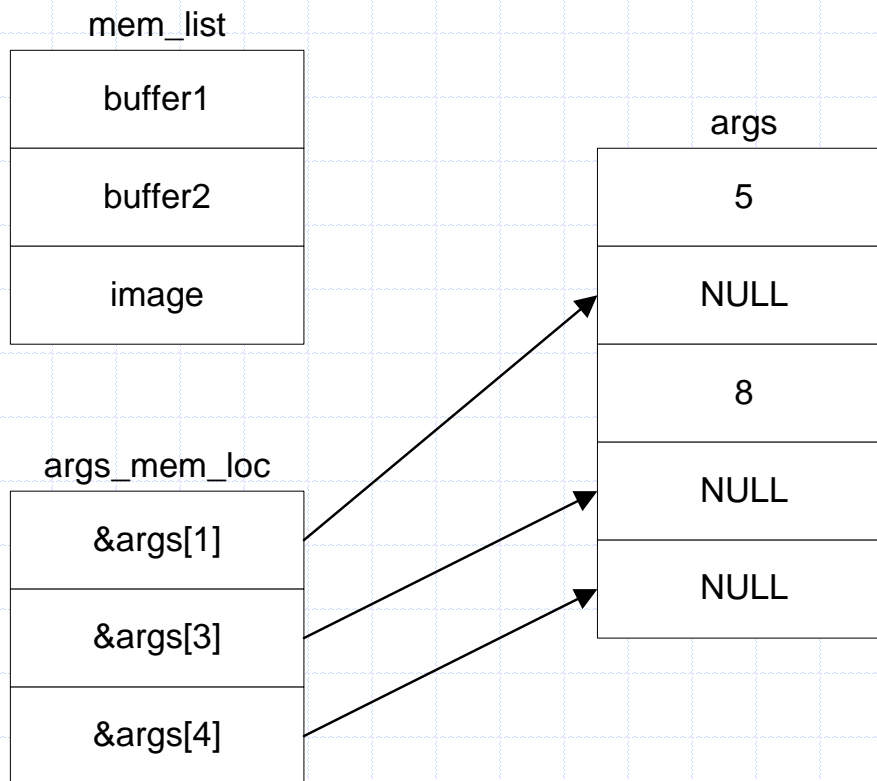 mem_list
buffer1
buffer2
image
args_mem_loc
&args[1]
&args[3]
&args[4]
args
5
NULL
8
NULL
NULL